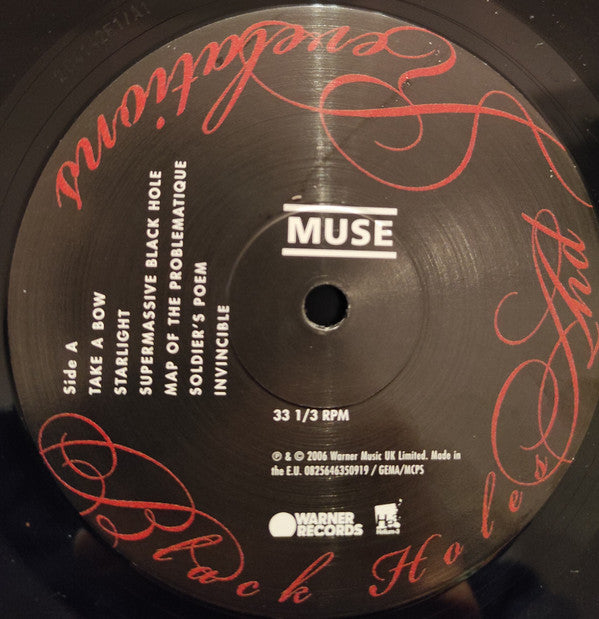 Black Holes
And
Revelations
MUSE
Side A
TAKE A BOW
STARLIGHT
SUPERMASSIVE BLACK HOLE
MAP OF THE PROBLEMATIQUE
SOLDIER'S POEM
INVINCIBLE
33 1/3 RPM
℗ & © 2006 Warner Music UK Limited. Made in
the E.U. 0825646350919 / GEMA/MCPS
WARNER
RECORDS